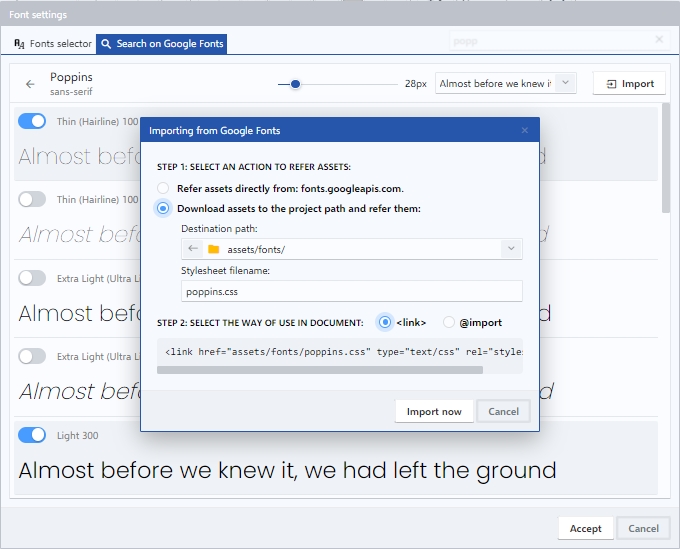 Font settings
Fonts selector
Search on Google Fonts
popp
Poppins
sans-serif
28px
Almost before we knew it
Import
Thin (Hairline) 100
Almost befo
d
Thin (Hairline) 100
Almost befo
d
Extra Light (Ultra Li
Almost befo
d
Extra Light (Ultra Li
Almost befo
d
Light 300
Almost before we knew it, we had left the ground
Importing from Google Fonts
STEP 1: SELECT AN ACTION TO REFER ASSETS:
Refer assets directly from: fonts.googleapis.com.
Download assets to the project path and refer them:
Destination path:
assets/fonts/
Stylesheet filename:
poppins.css
STEP 2: SELECT THE WAY OF USE IN DOCUMENT:
<link>
@import
<link href="assets/fonts/poppins.css" type="text/css" rel="styles
Import now
Cancel
Accept
Cancel